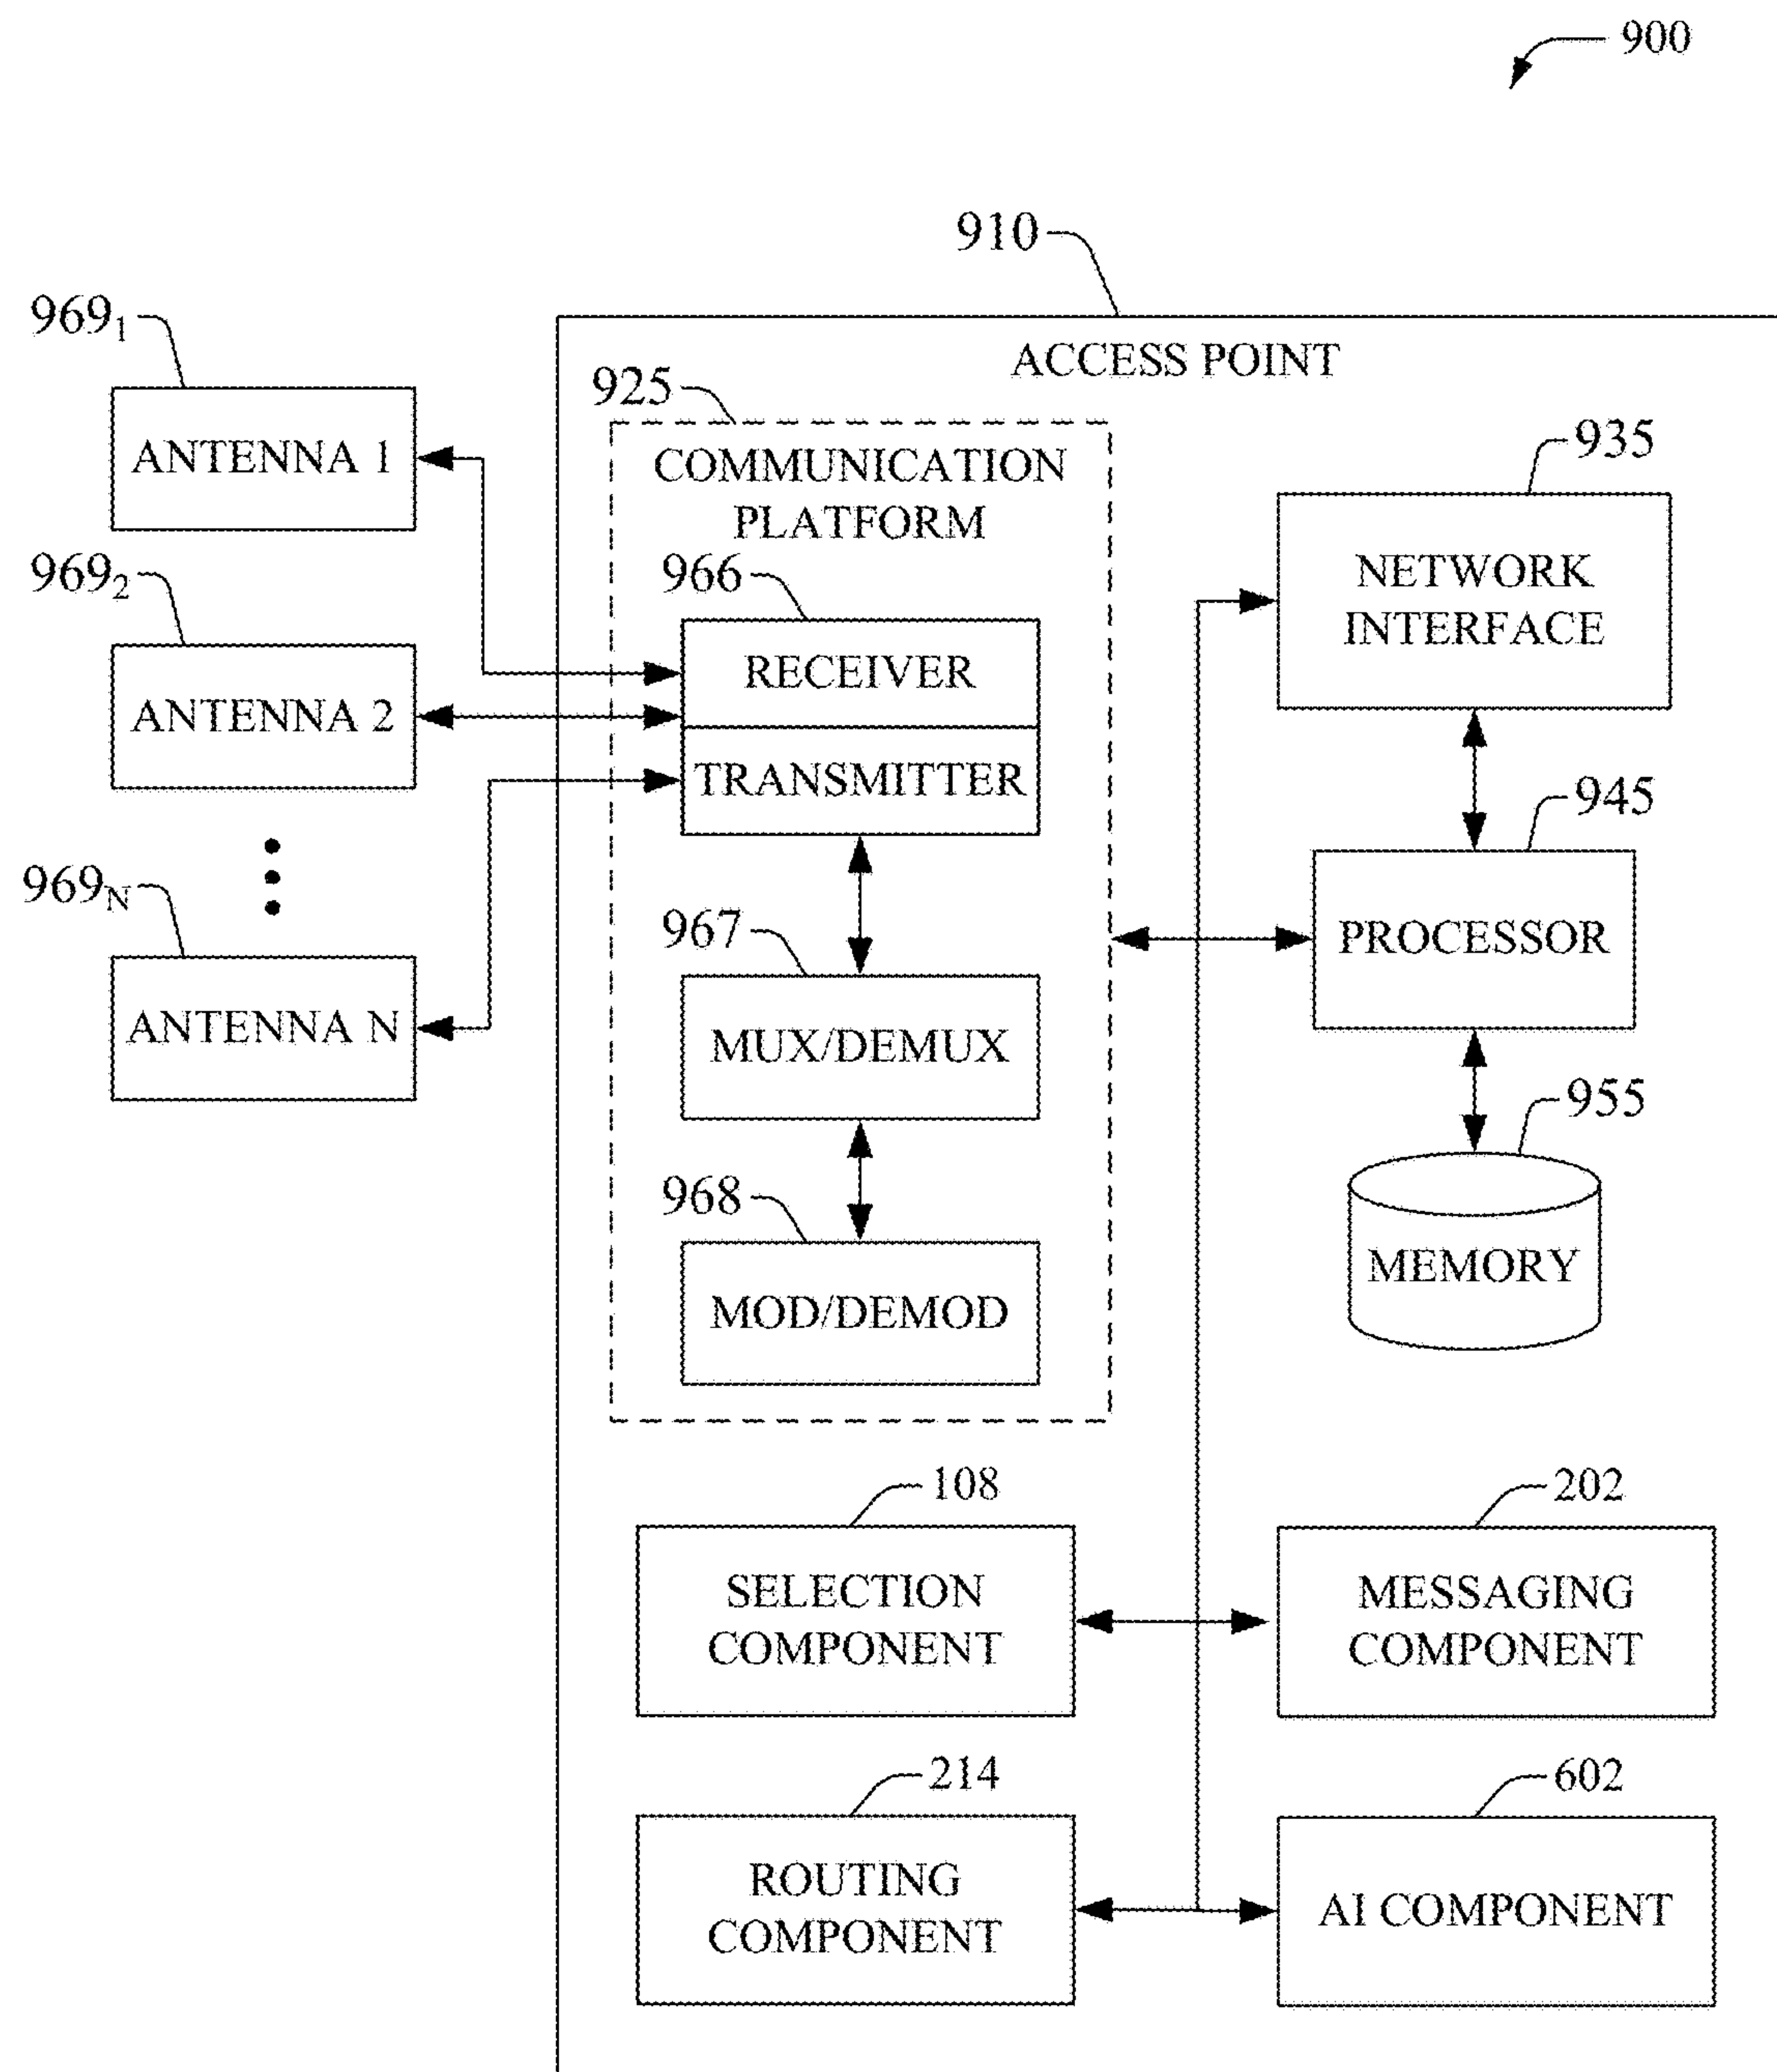 900
910
969₁
ACCESS POINT
925
ANTENNA 1
COMMUNICATION
PLATFORM
935
969₂
966
NETWORK
INTERFACE
RECEIVER
ANTENNA 2
TRANSMITTER
945
969N
967
PROCESSOR
ANTENNA N
MUX/DEMUX
955
968
MEMORY
MOD/DEMOD
108
202
SELECTION
COMPONENT
MESSAGING
COMPONENT
214
602
ROUTING
COMPONENT
AI COMPONENT